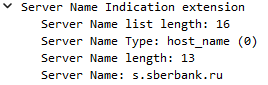 Server Name Indication extension
Server Name list length: 16
Server Name Type: host_name (0)
Server Name length: 13
Server Name: s.sberbank.ru